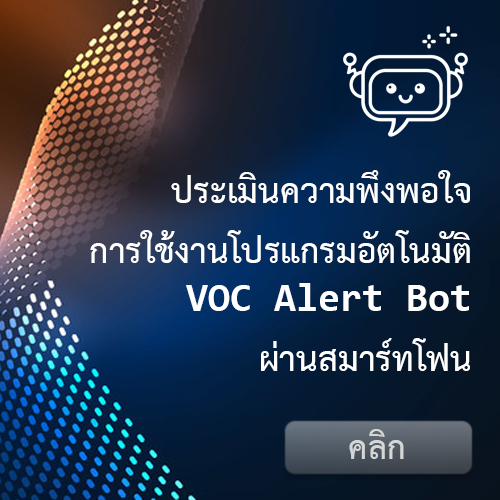 ประเมินความพึงพอใจ
การใช้งานโปรแกรมอัตโนมัติ
VOC Alert Bot
ผ่านสมาร์ทโฟน
คลิก